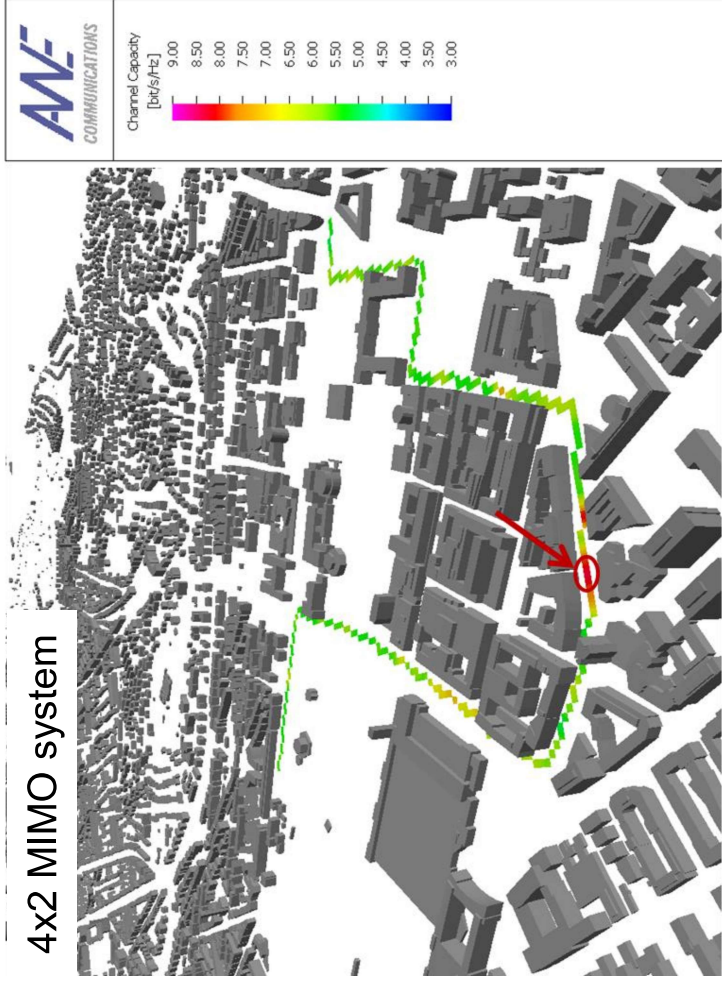 4x2 MIMO system
AWE
COMMUNICATIONS
Channel Capacity
[bit/s/Hz]
9.00
8.50
8.00
7.50
7.00
6.50
6.00
5.50
5.00
4.50
4.00
3.50
3.00